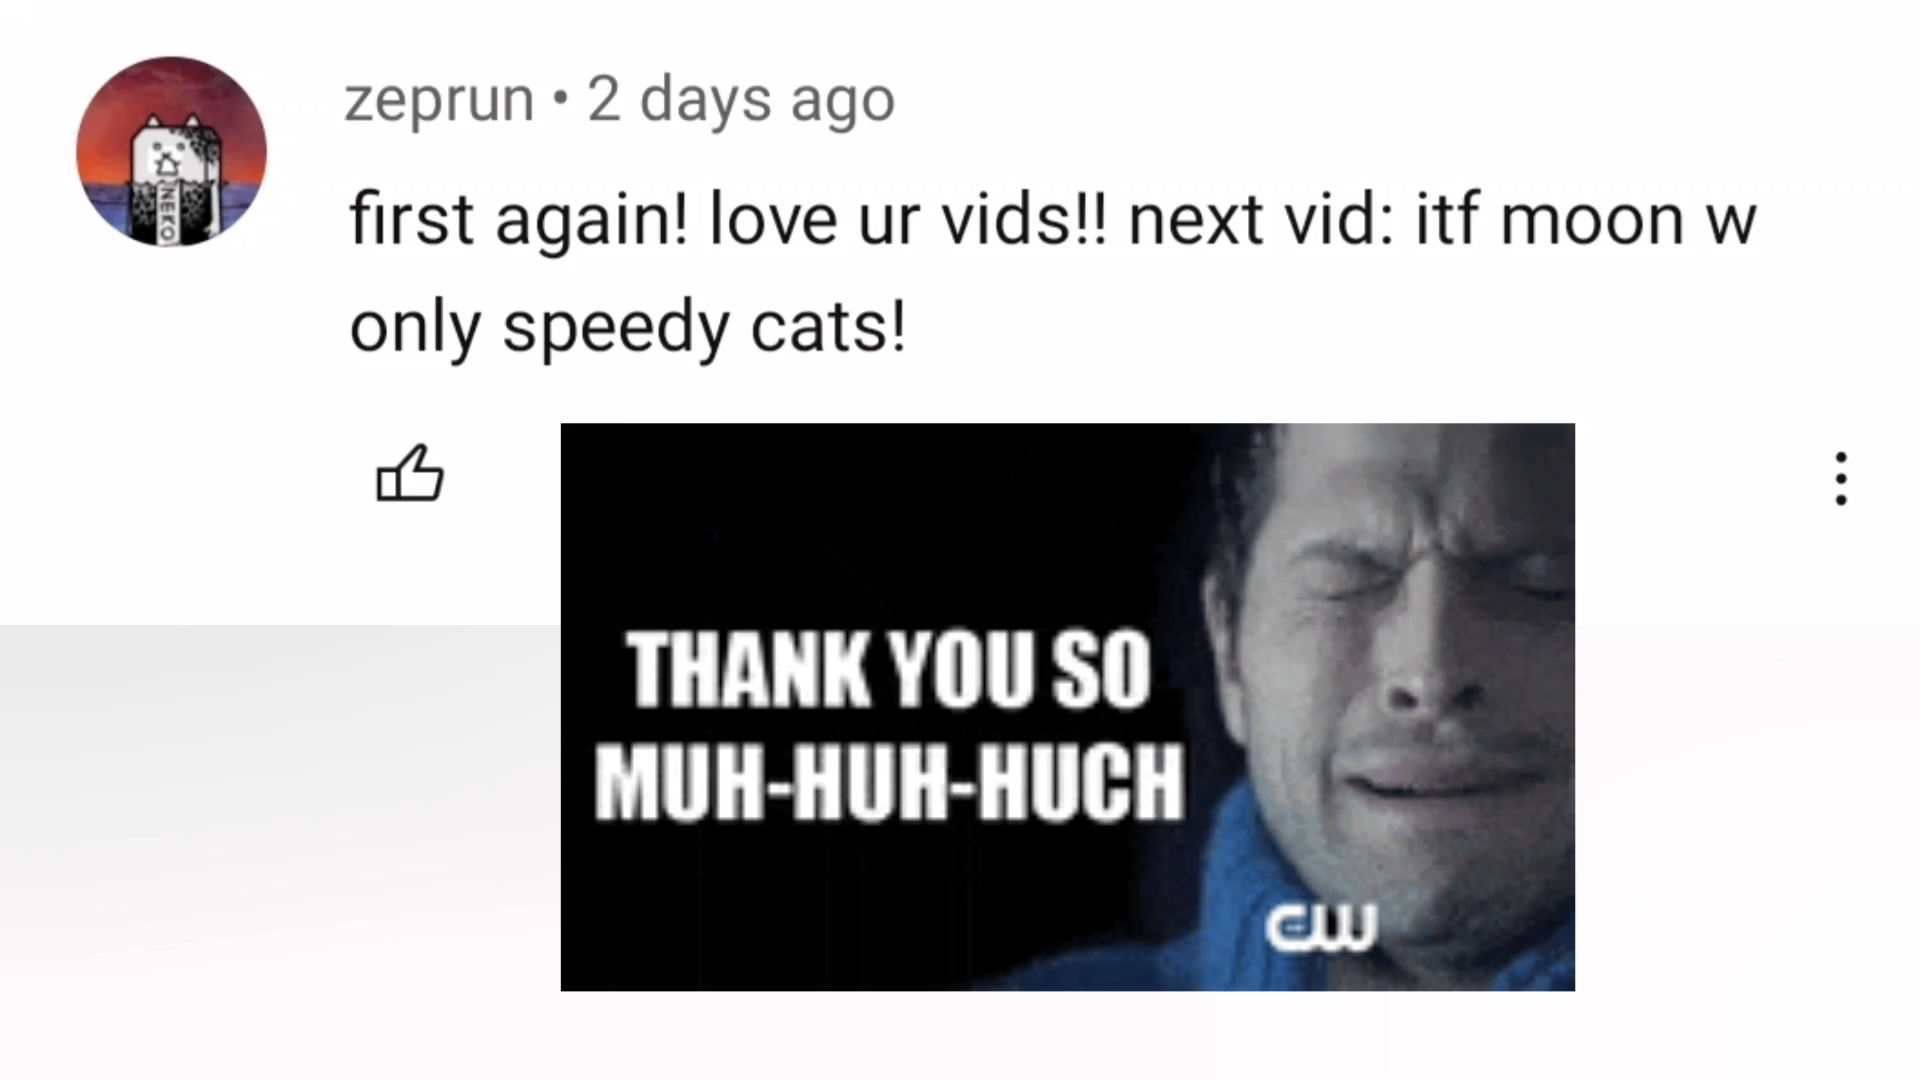 zeprun • 2 days ago
first again! love ur vids!! next vid: itf moon w
only speedy cats!
NEKO
THANK YOU SO
MUH-HUH-HUCH
CW